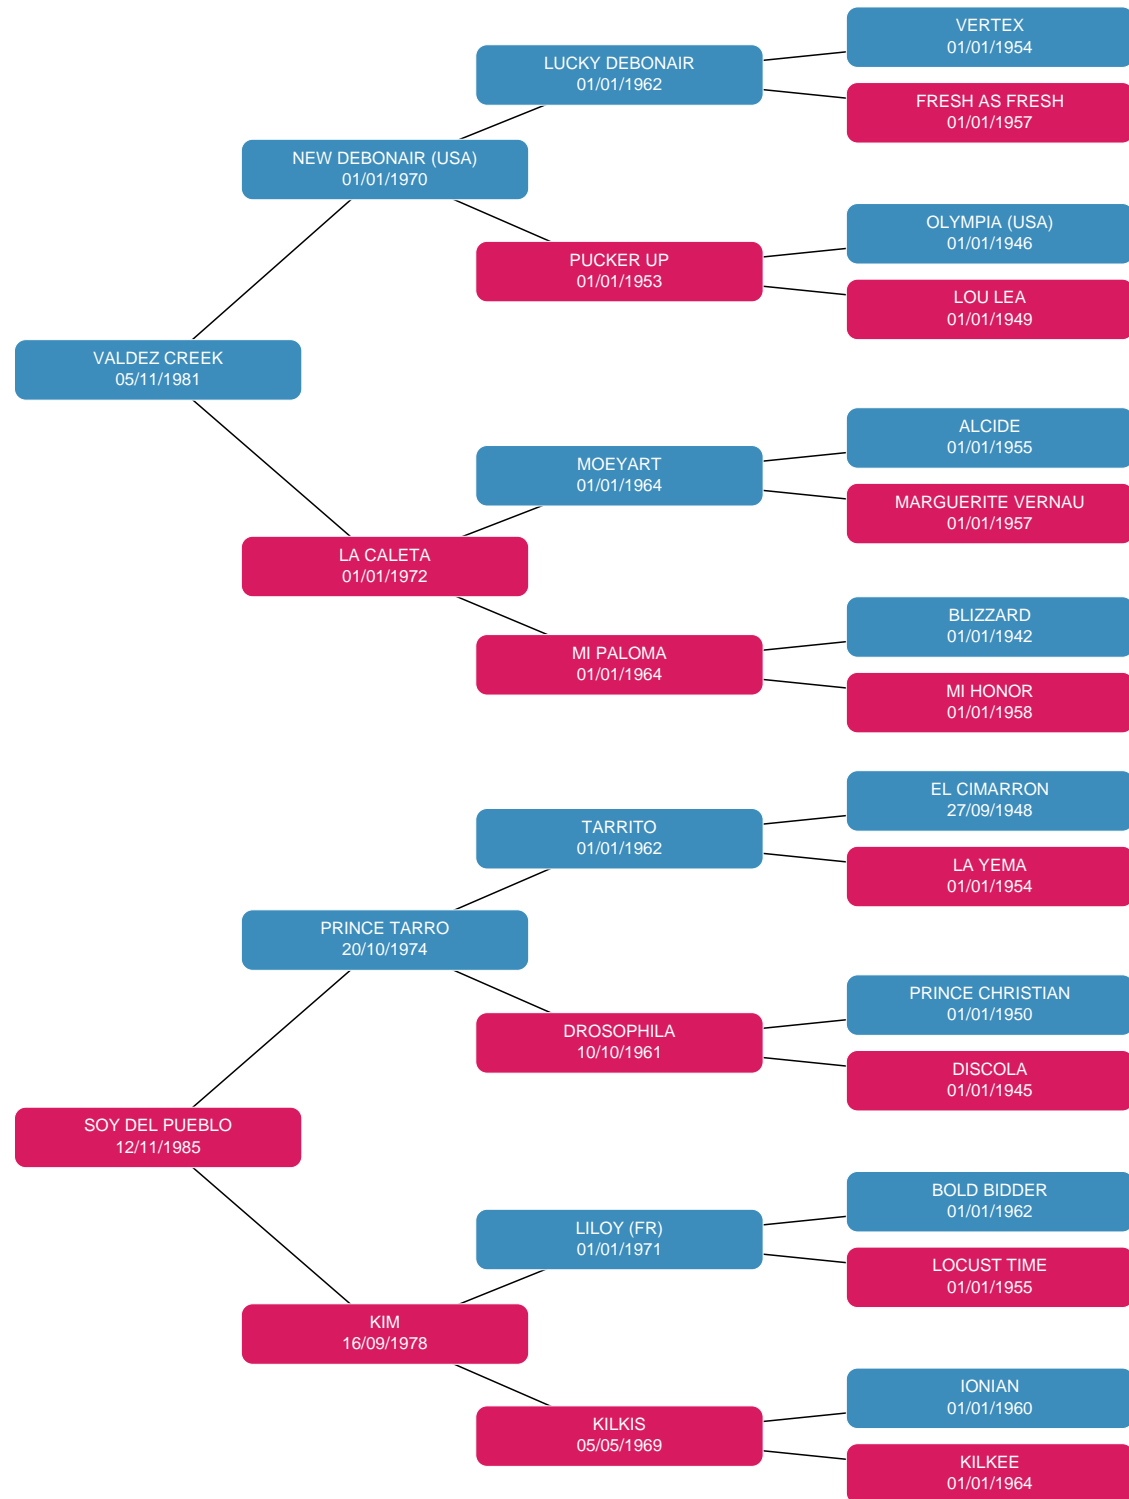 VERTEX
01/01/1954
LUCKY DEBONAIR
01/01/1962
FRESH AS FRESH
01/01/1957
NEW DEBONAIR (USA)
01/01/1970
OLYMPIA (USA)
01/01/1946
PUCKER UP
01/01/1953
LOU LEA
01/01/1949
VALDEZ CREEK
05/11/1981
ALCIDE
01/01/1955
MOEYART
01/01/1964
MARGUERITE VERNAU
01/01/1957
LA CALETA
01/01/1972
BLIZZARD
01/01/1942
MI PALOMA
01/01/1964
MI HONOR
01/01/1958
EL CIMARRON
27/09/1948
TARRITO
01/01/1962
LA YEMA
01/01/1954
PRINCE TARRO
20/10/1974
PRINCE CHRISTIAN
01/01/1950
DROSOPHILA
10/10/1961
DISCOLA
01/01/1945
SOY DEL PUEBLO
12/11/1985
BOLD BIDDER
01/01/1962
LILOY (FR)
01/01/1971
LOCUST TIME
01/01/1955
KIM
16/09/1978
IONIAN
01/01/1960
KILKIS
05/05/1969
KILKEE
01/01/1964